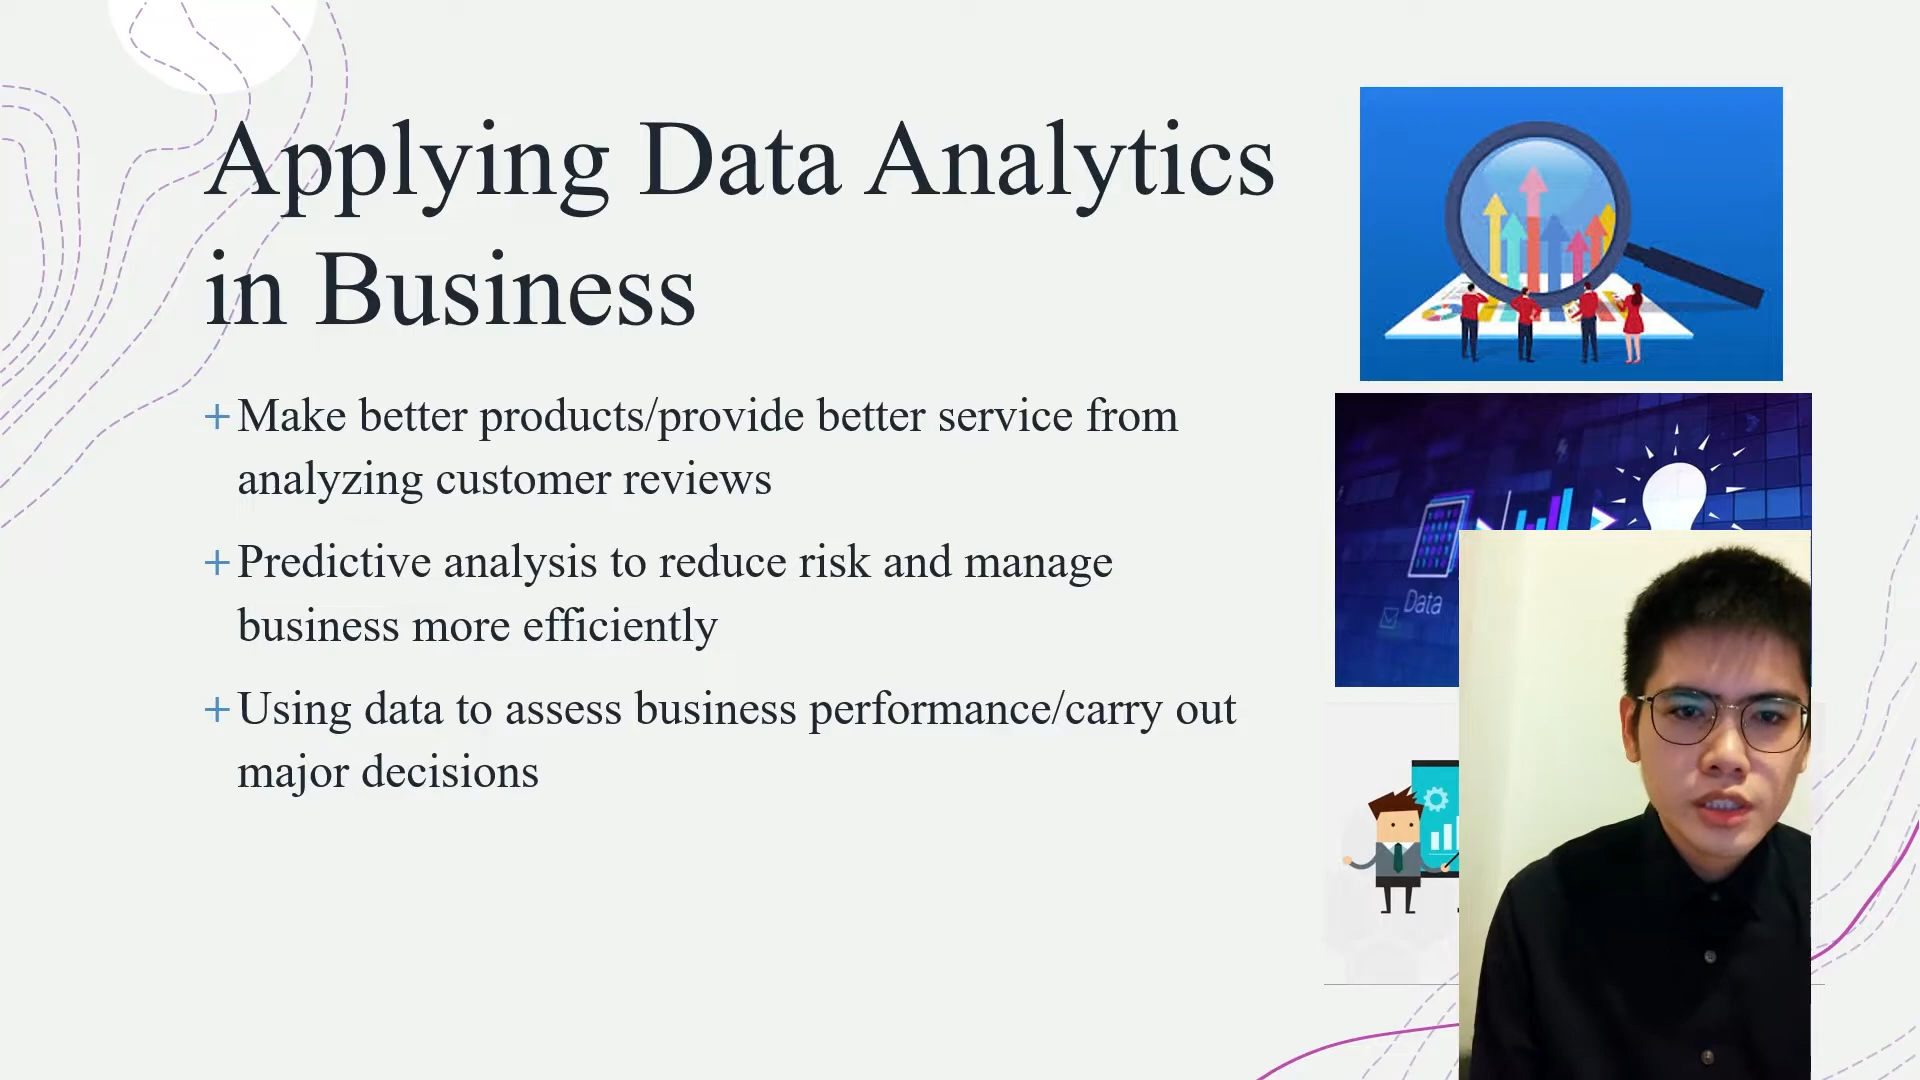 Applying Data Analytics
in Business
+ Make better products/provide better service from
analyzing customer reviews
+ Predictive analysis to reduce risk and manage
business more efficiently
+ Using data to assess business performance/carry out
major decisions
Data